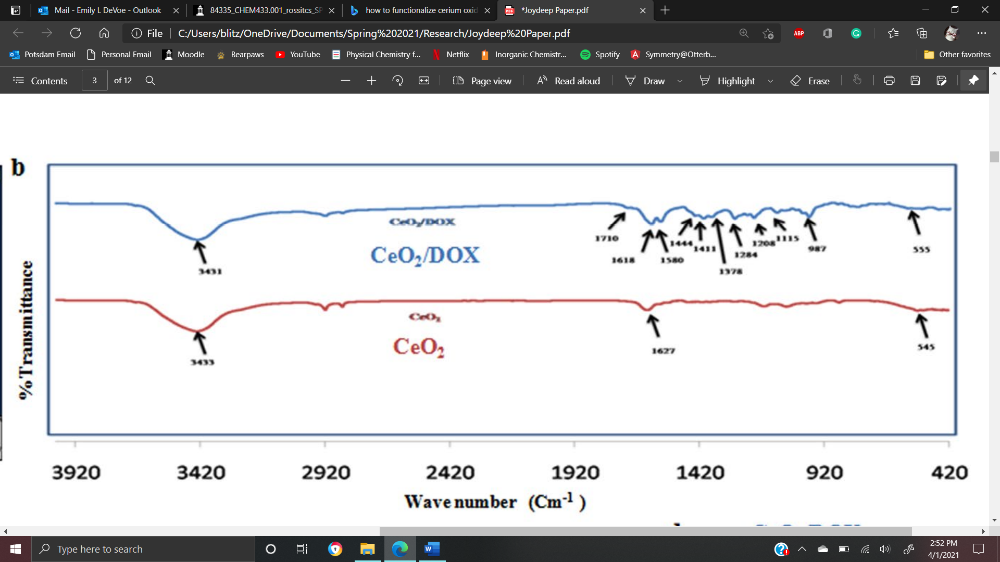 Mail - Emily L DeVoe - Outlook
84335_CHEM433.001_rossitcs_SP
how to functionalize cerium oxid
*Joydeep Paper.pdf
File
C:/Users/blitz/OneDrive/Documents/Spring%202021/Research/Joydeep%20Paper.pdf
ABP
Potsdam Email
Personal Email
Moodle
Bearpaws
YouTube
Physical Chemistry f...
Netflix
Inorganic Chemistr...
Spotify
Symmetry@Otterb...
Other favorites
Contents
3
of 12
Page view
Read aloud
Draw
Highlight
Erase
b
% Transmittance
CeO2/DOX
CeO₂/DOX
3431
1710
1618
1580
1444
1411
1378
1284
1208
1115
987
555
CeO2
CeO₂
3433
1627
545
3920 3420 2920 2420 1920 1420 920 420
Wave number (Cm⁻¹ )
Type here to search
2:52 PM
4/1/2021